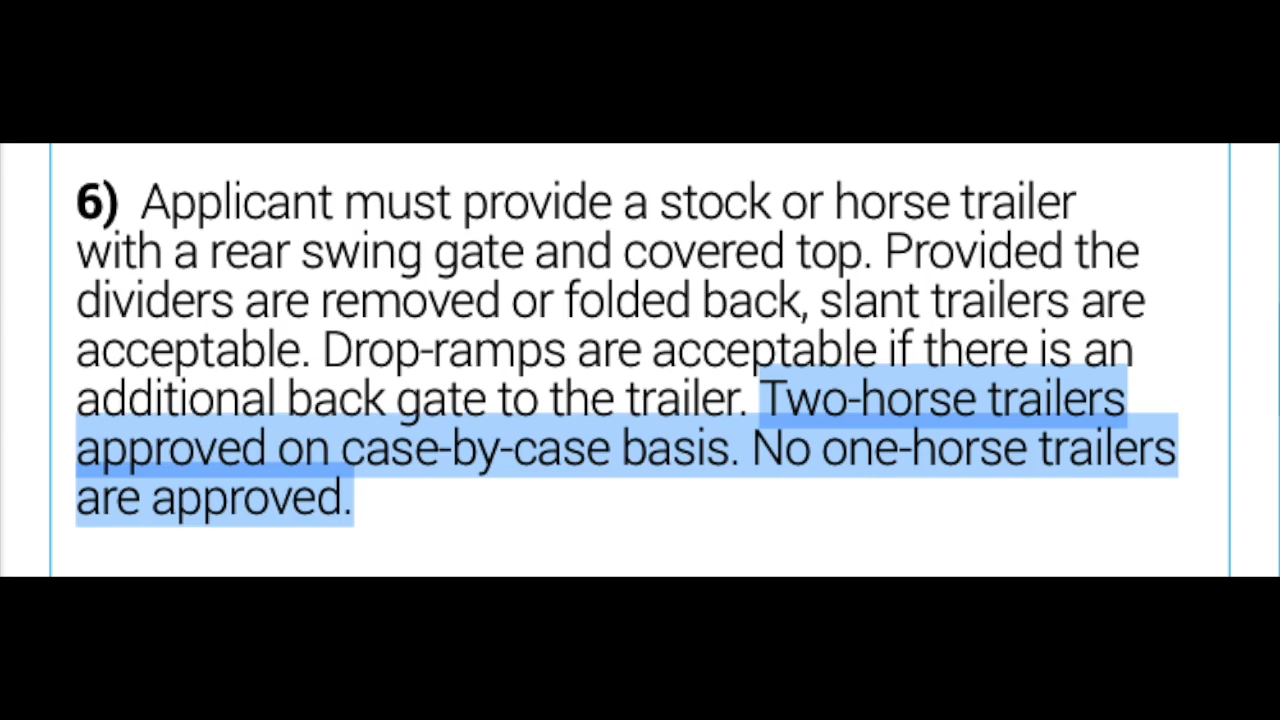 6) Applicant must provide a stock or horse trailer
with a rear swing gate and covered top. Provided the
dividers are removed or folded back, slant trailers are
acceptable. Drop-ramps are acceptable if there is an
additional back gate to the trailer. Two-horse trailers
approved on case-by-case basis. No one-horse trailers
are approved.